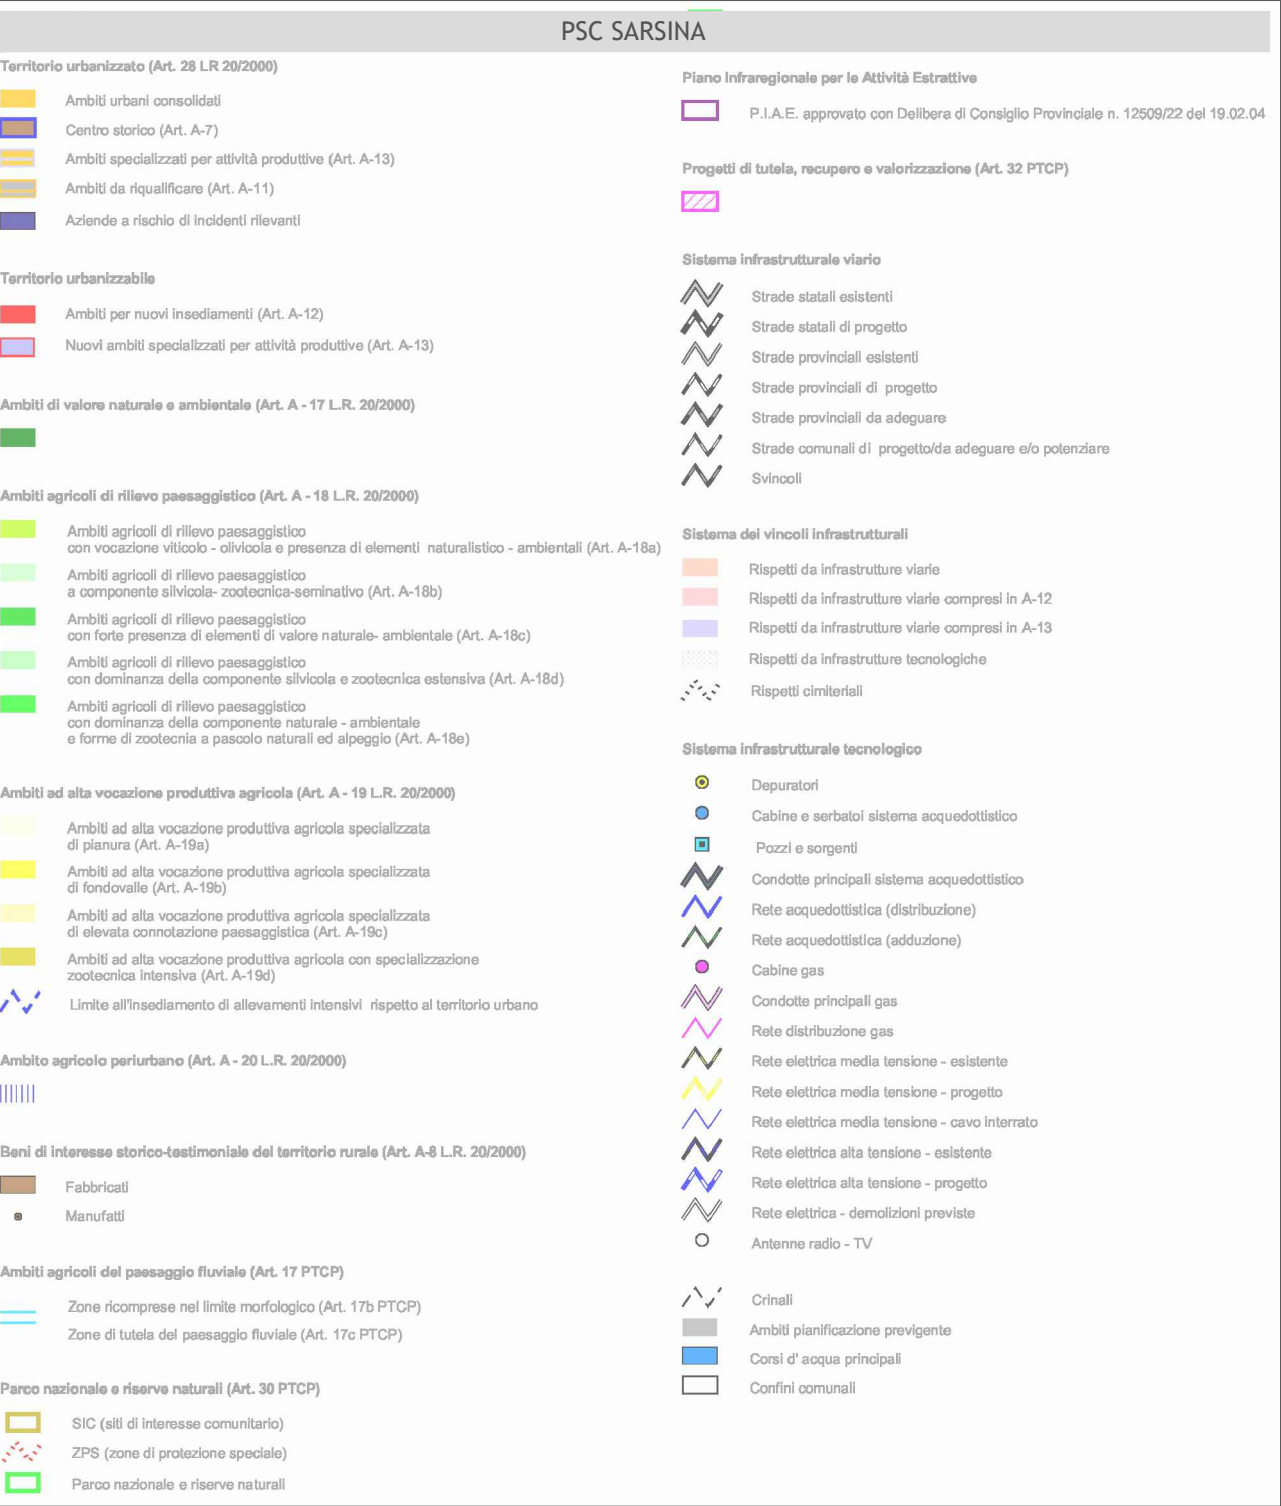 PSC SARSINA
Territorio urbanizzato (Art. 28 LR 20/2000)
Ambiti urbani consolidati
Centro storico (Art. A-7)
Ambiti specializzati per attività produttive (Art. A-13)
Ambiti da riqualificare (Art. A-11)
Aziende a rischio di incidenti rilevanti
Territorio urbanizzabile
Ambiti per nuovi insediamenti (Art. A-12)
Nuovi ambiti specializzati per attività produttive (Art. A-13)
Ambiti di valore naturale e ambientale (Art. A - 17 L.R. 20/2000)
Ambiti agricoli di rilievo paesaggistico (Art. A - 18 L.R. 20/2000)
Ambiti agricoli di rilievo paesaggistico
con vocazione viticolo - olivicola e presenza di elementi naturalistico - ambientali (Art. A-18a)
Ambiti agricoli di rilievo paesaggistico
a componente silvicola- zootecnica-seminativo (Art. A-18b)
Ambiti agricoli di rilievo paesaggistico
con forte presenza di elementi di valore naturale- ambientale (Art. A-18c)
Ambiti agricoli di rilievo paesaggistico
con dominanza della componente silvicola e zootecnica estensiva (Art. A-18d)
Ambiti agricoli di rilievo paesaggistico
con dominanza della componente naturale - ambientale
e forme di zootecnia a pascolo naturali ed alpeggio (Art. A-18e)
Ambiti ad alta vocazione produttiva agricola (Art. A - 19 L.R. 20/2000)
Ambiti ad alta vocazione produttiva agricola specializzata
di pianura (Art. A-19a)
Ambiti ad alta vocazione produttiva agricola specializzata
di fondovalle (Art. A-19b)
Ambiti ad alta vocazione produttiva agricola specializzata
di elevata connotazione paesaggistica (Art. A-19c)
Ambiti ad alta vocazione produttiva agricola con specializzazione
zootecnica intensiva (Art. A-19d)
Limite all'insediamento di allevamenti intensivi rispetto al territorio urbano
Ambito agricolo periurbano (Art. A - 20 L.R. 20/2000)
Beni di interesse storico-testimoniale del territorio rurale (Art. A-8 L.R. 20/2000)
Fabbricati
Manufatti
Ambiti agricoli del paesaggio fluviale (Art. 17 PTCP)
Zone ricomprese nel limite morfologico (Art. 17b PTCP)
Zone di tutela del paesaggio fluviale (Art. 17c PTCP)
Parco nazionale e riserve naturali (Art. 30 PTCP)
SIC (siti di interesse comunitario)
ZPS (zone di protezione speciale)
Parco nazionale e riserve naturali
Piano Infraregionale per le Attività Estrattive
P.I.A.E. approvato con Delibera di Consiglio Provinciale n. 12509/22 del 19.02.04
Progetti di tutela, recupero e valorizzazione (Art. 32 PTCP)
Sistema infrastrutturale viario
Strade statali esistenti
Strade statali di progetto
Strade provinciali esistenti
Strade provinciali di progetto
Strade provinciali da adeguare
Strade comunali di progetto/da adeguare e/o potenziare
Svincoli
Sistema dei vincoli infrastrutturali
Rispetti da infrastrutture viarie
Rispetti da infrastrutture viarie compresi in A-12
Rispetti da infrastrutture viarie compresi in A-13
Rispetti da infrastrutture tecnologiche
Rispetti cimiteriali
Sistema infrastrutturale tecnologico
Depuratori
Cabine e serbatoi sistema acquedottistico
Pozzi e sorgenti
Condotte principali sistema acquedottistico
Rete acquedottistica (distribuzione)
Rete acquedottistica (adduzione)
Cabine gas
Condotte principali gas
Rete distribuzione gas
Rete elettrica media tensione - esistente
Rete elettrica media tensione - progetto
Rete elettrica media tensione - cavo interrato
Rete elettrica alta tensione - esistente
Rete elettrica alta tensione - progetto
Rete elettrica - demolizioni previste
Antenne radio - TV
Crinali
Ambiti pianificazione previgente
Corsi d' acqua principali
Confini comunali